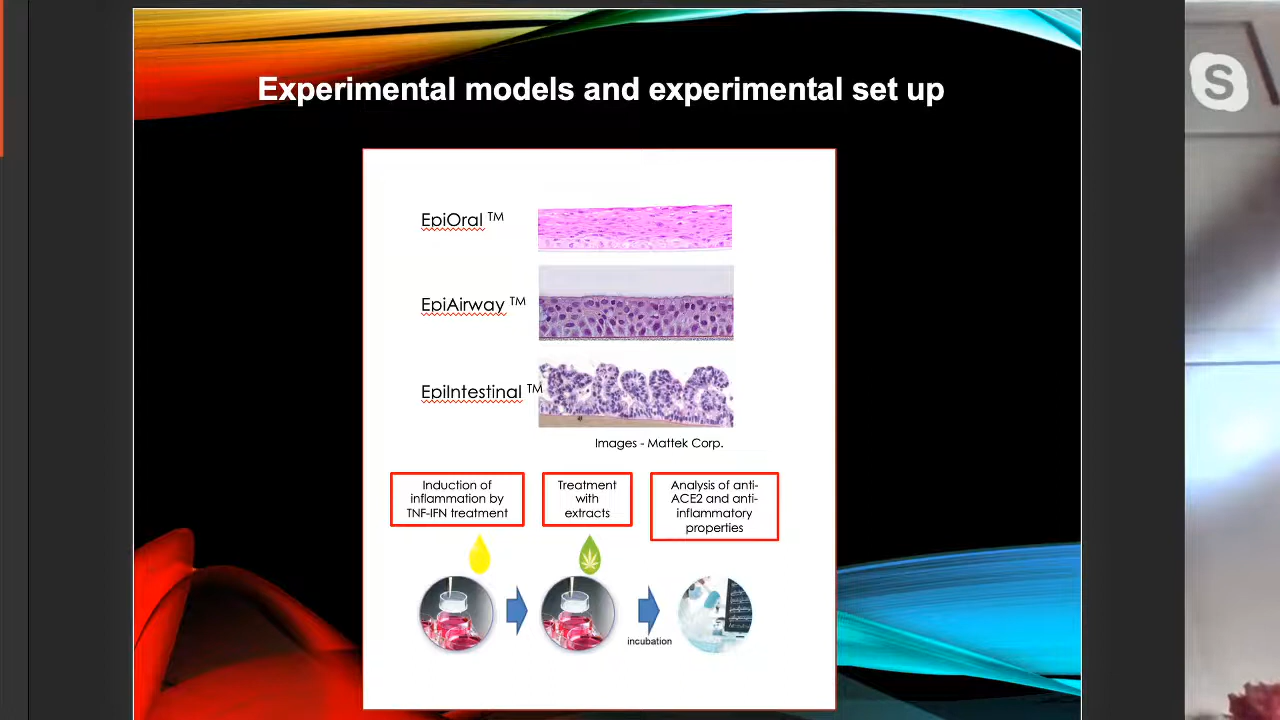 Experimental models and experimental set up
S
EpiOral TM
EpiAirway TM
EpiIntestinal TM
Images - Mattek Corp.
Induction of
inflammation by
TNF-IFN treatment
Treatment
with
extracts
Analysis of anti-
ACE2 and anti-
inflammatory
properties
incubation